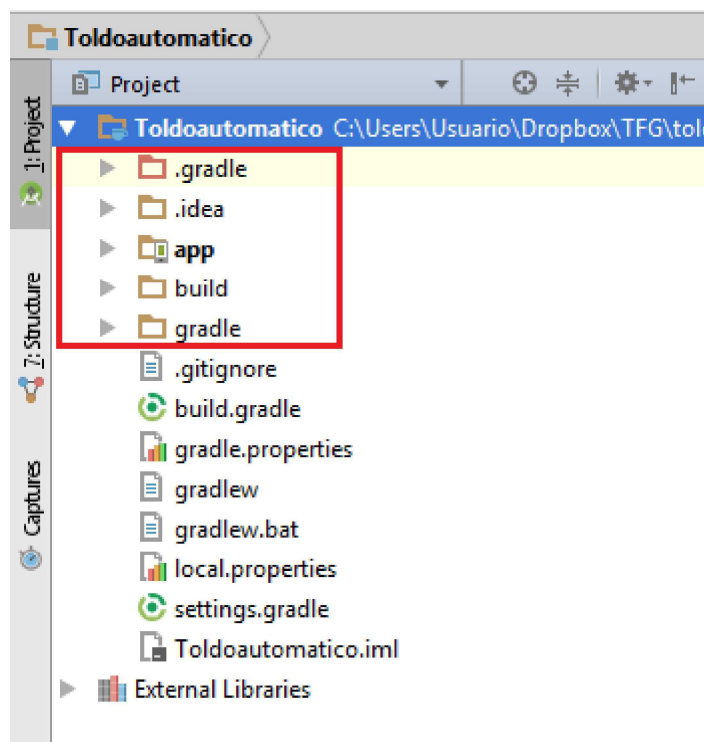 Toldoautomatico
Project
Toldoautomatico C:\Users\Usuario\Dropbox\TFG\tol
.gradle
.idea
app
build
gradle
.gitignore
build.gradle
gradle.properties
gradlew
gradlew.bat
local.properties
settings.gradle
Toldoautomatico.iml
External Libraries
1: Project
7: Structure
Captures